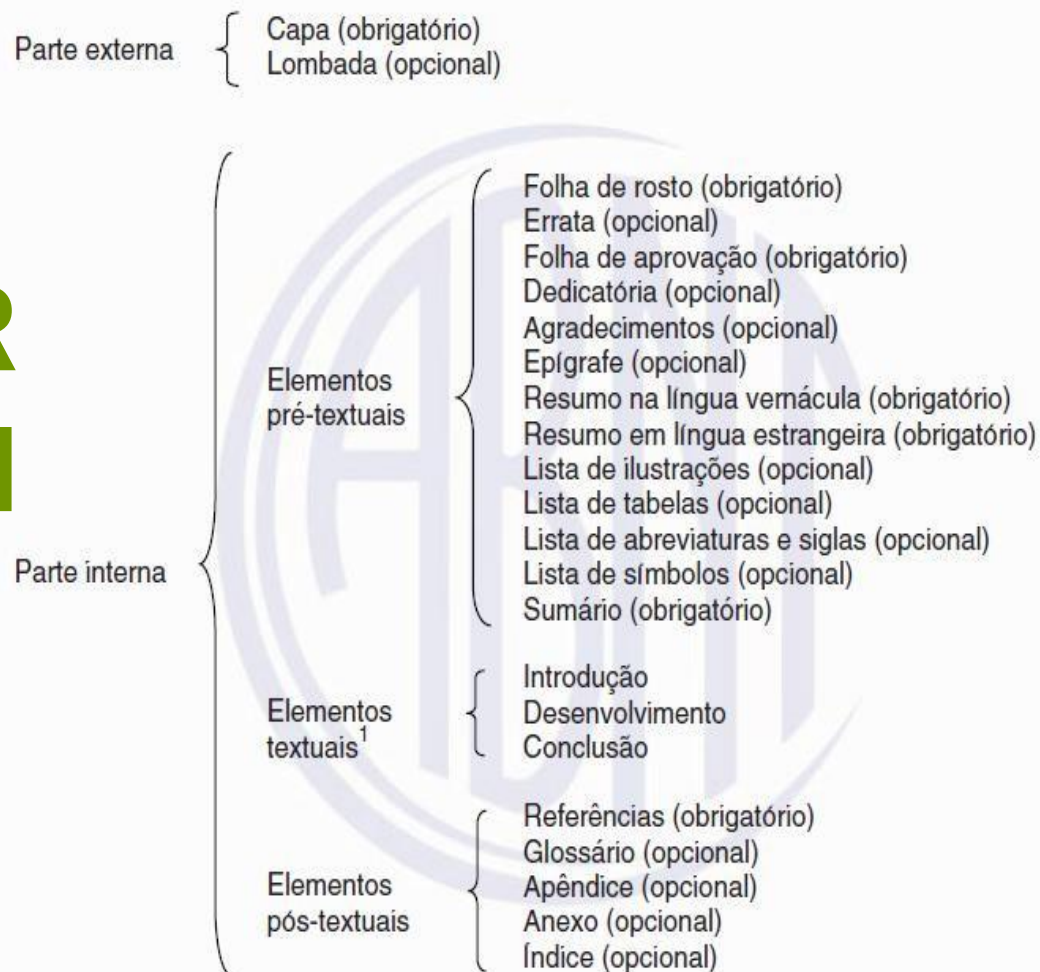 Parte externa
Capa (obrigatório)
Lombada (opcional)
R
Parte interna
Elementos
pré-textuais
Folha de rosto (obrigatório)
Errata (opcional)
Folha de aprovação (obrigatório)
Dedicatória (opcional)
Agradecimentos (opcional)
Epígrafe (opcional)
Resumo na língua vernácula (obrigatório)
Resumo em língua estrangeira (obrigatório)
Lista de ilustrações (opcional)
Lista de tabelas (opcional)
Lista de abreviaturas e siglas (opcional)
Lista de símbolos (opcional)
Sumário (obrigatório)
Elementos
textuais¹
Introdução
Desenvolvimento
Conclusão
Elementos
pós-textuais
Referências (obrigatório)
Glossário (opcional)
Apêndice (opcional)
Anexo (opcional)
Índice (opcional)
ABNT